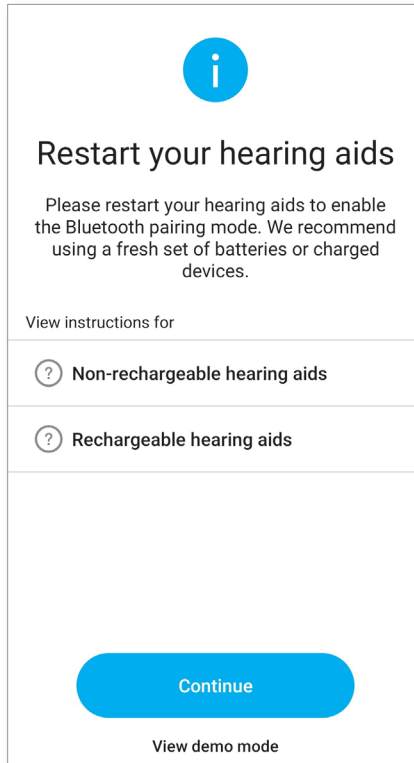 i
Restart your hearing aids
Please restart your hearing aids to enable
the Bluetooth pairing mode. We recommend
using a fresh set of batteries or charged
devices.
View instructions for
? Non-rechargeable hearing aids
? Rechargeable hearing aids
Continue
View demo mode